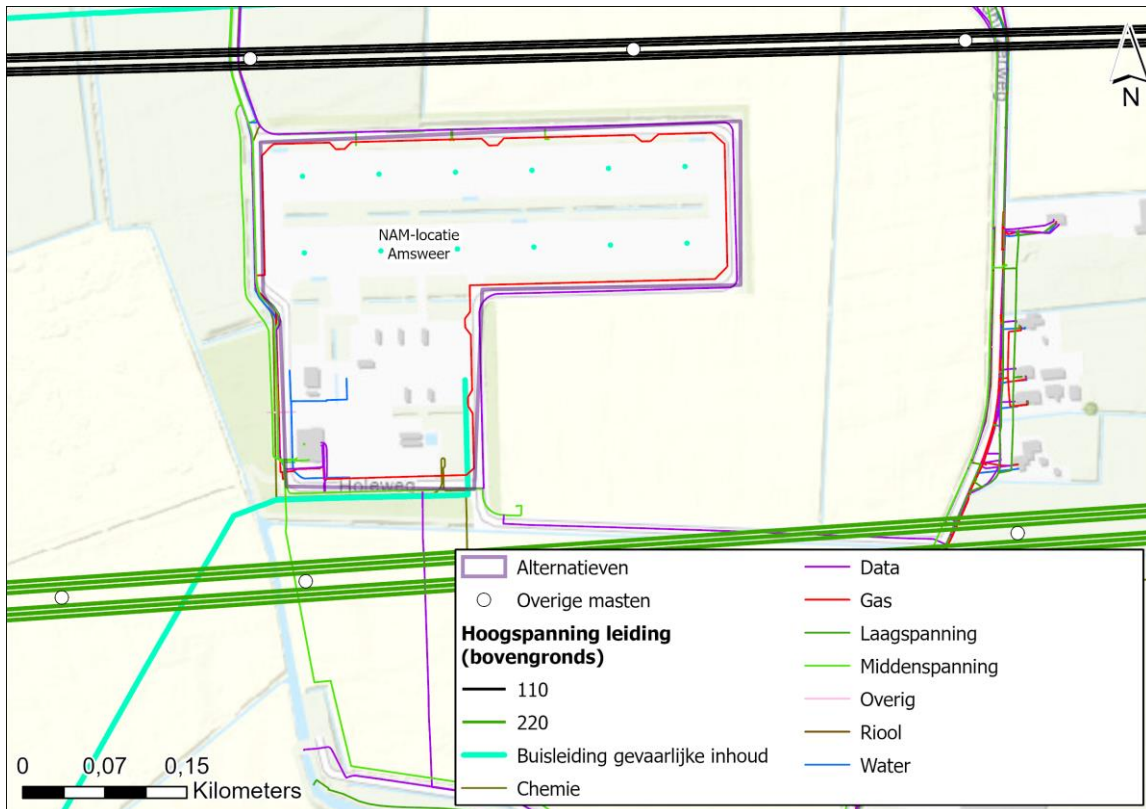 N
NAM-locatie
Amsweer
Holeweg
Alternatieven
Overige masten
Hoogspanning leiding
(bovengronds)
110
220
Buisleiding gevaarlijke inhoud
Chemie
Data
Gas
Laagspanning
Middenspanning
Overig
Riool
Water
0 0,07 0,15
Kilometers